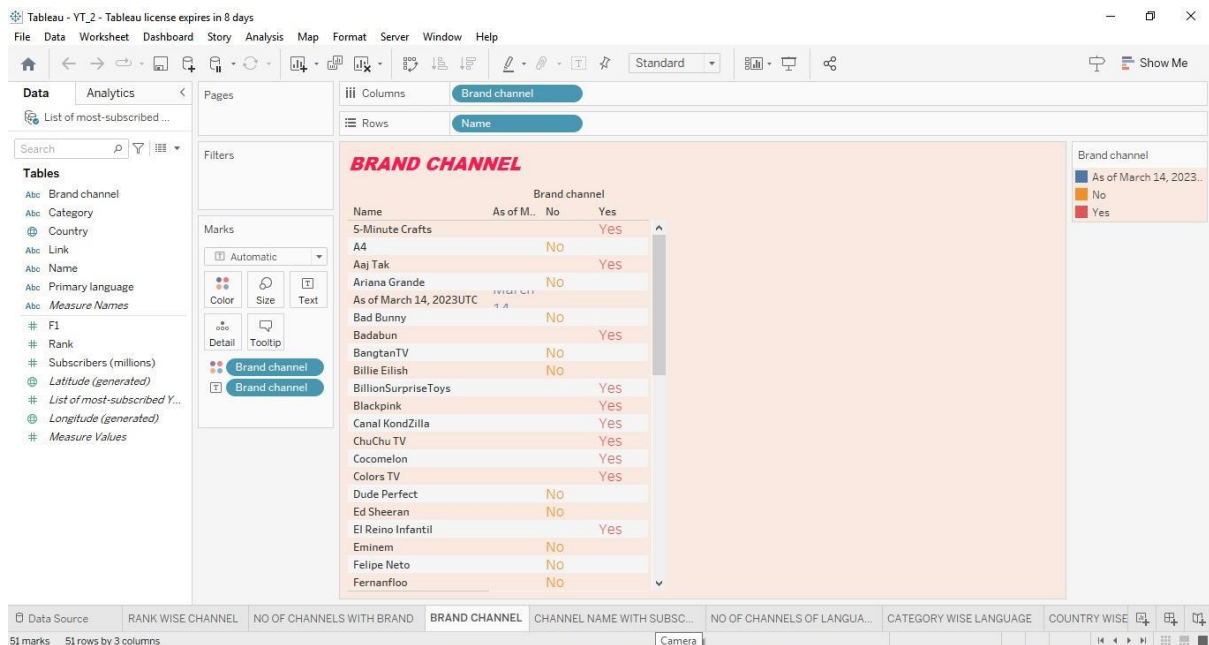 Tableau - YT_2 - Tableau license expires in 8 days
File Data Worksheet Dashboard Story Analysis Map Format Server Window Help
Standard
Show Me
Data Analytics
List of most-subscribed ...
Search
Tables
Abc Brand channel
Abc Category
Country
Abc Link
Abc Name
Abc Primary language
Abc Measure Names
# F1
# Rank
# Subscribers (millions)
Latitude (generated)
# List of most-subscribed Y...
Longitude (generated)
# Measure Values
Pages
Filters
Marks
Automatic
Color Size Text
Detail Tooltip
Brand channel
Brand channel
Columns Brand channel
Rows Name
BRAND CHANNEL
Brand channel
Name As of M.. No Yes
5-Minute Crafts Yes
A4 No
Aaj Tak Yes
Ariana Grande No
As of March 14, 2023UTC
Bad Bunny No
Badabun Yes
BangtanTV No
Billie Eilish No
BillionSurpriseToys Yes
Blackpink Yes
Canal KondZilla Yes
ChuChu TV Yes
Cocomelon Yes
Colors TV Yes
Dude Perfect No
Ed Sheeran No
El Reino Infantil Yes
Eminem No
Felipe Neto No
Fernanfloo No
Brand channel
As of March 14, 2023..
No
Yes
Data Source RANK WISE CHANNEL NO OF CHANNELS WITH BRAND BRAND CHANNEL CHANNEL NAME WITH SUBSC... NO OF CHANNELS OF LANGUA... CATEGORY WISE LANGUAGE COUNTRY WISE
51 marks 51 rows by 3 columns
Camera